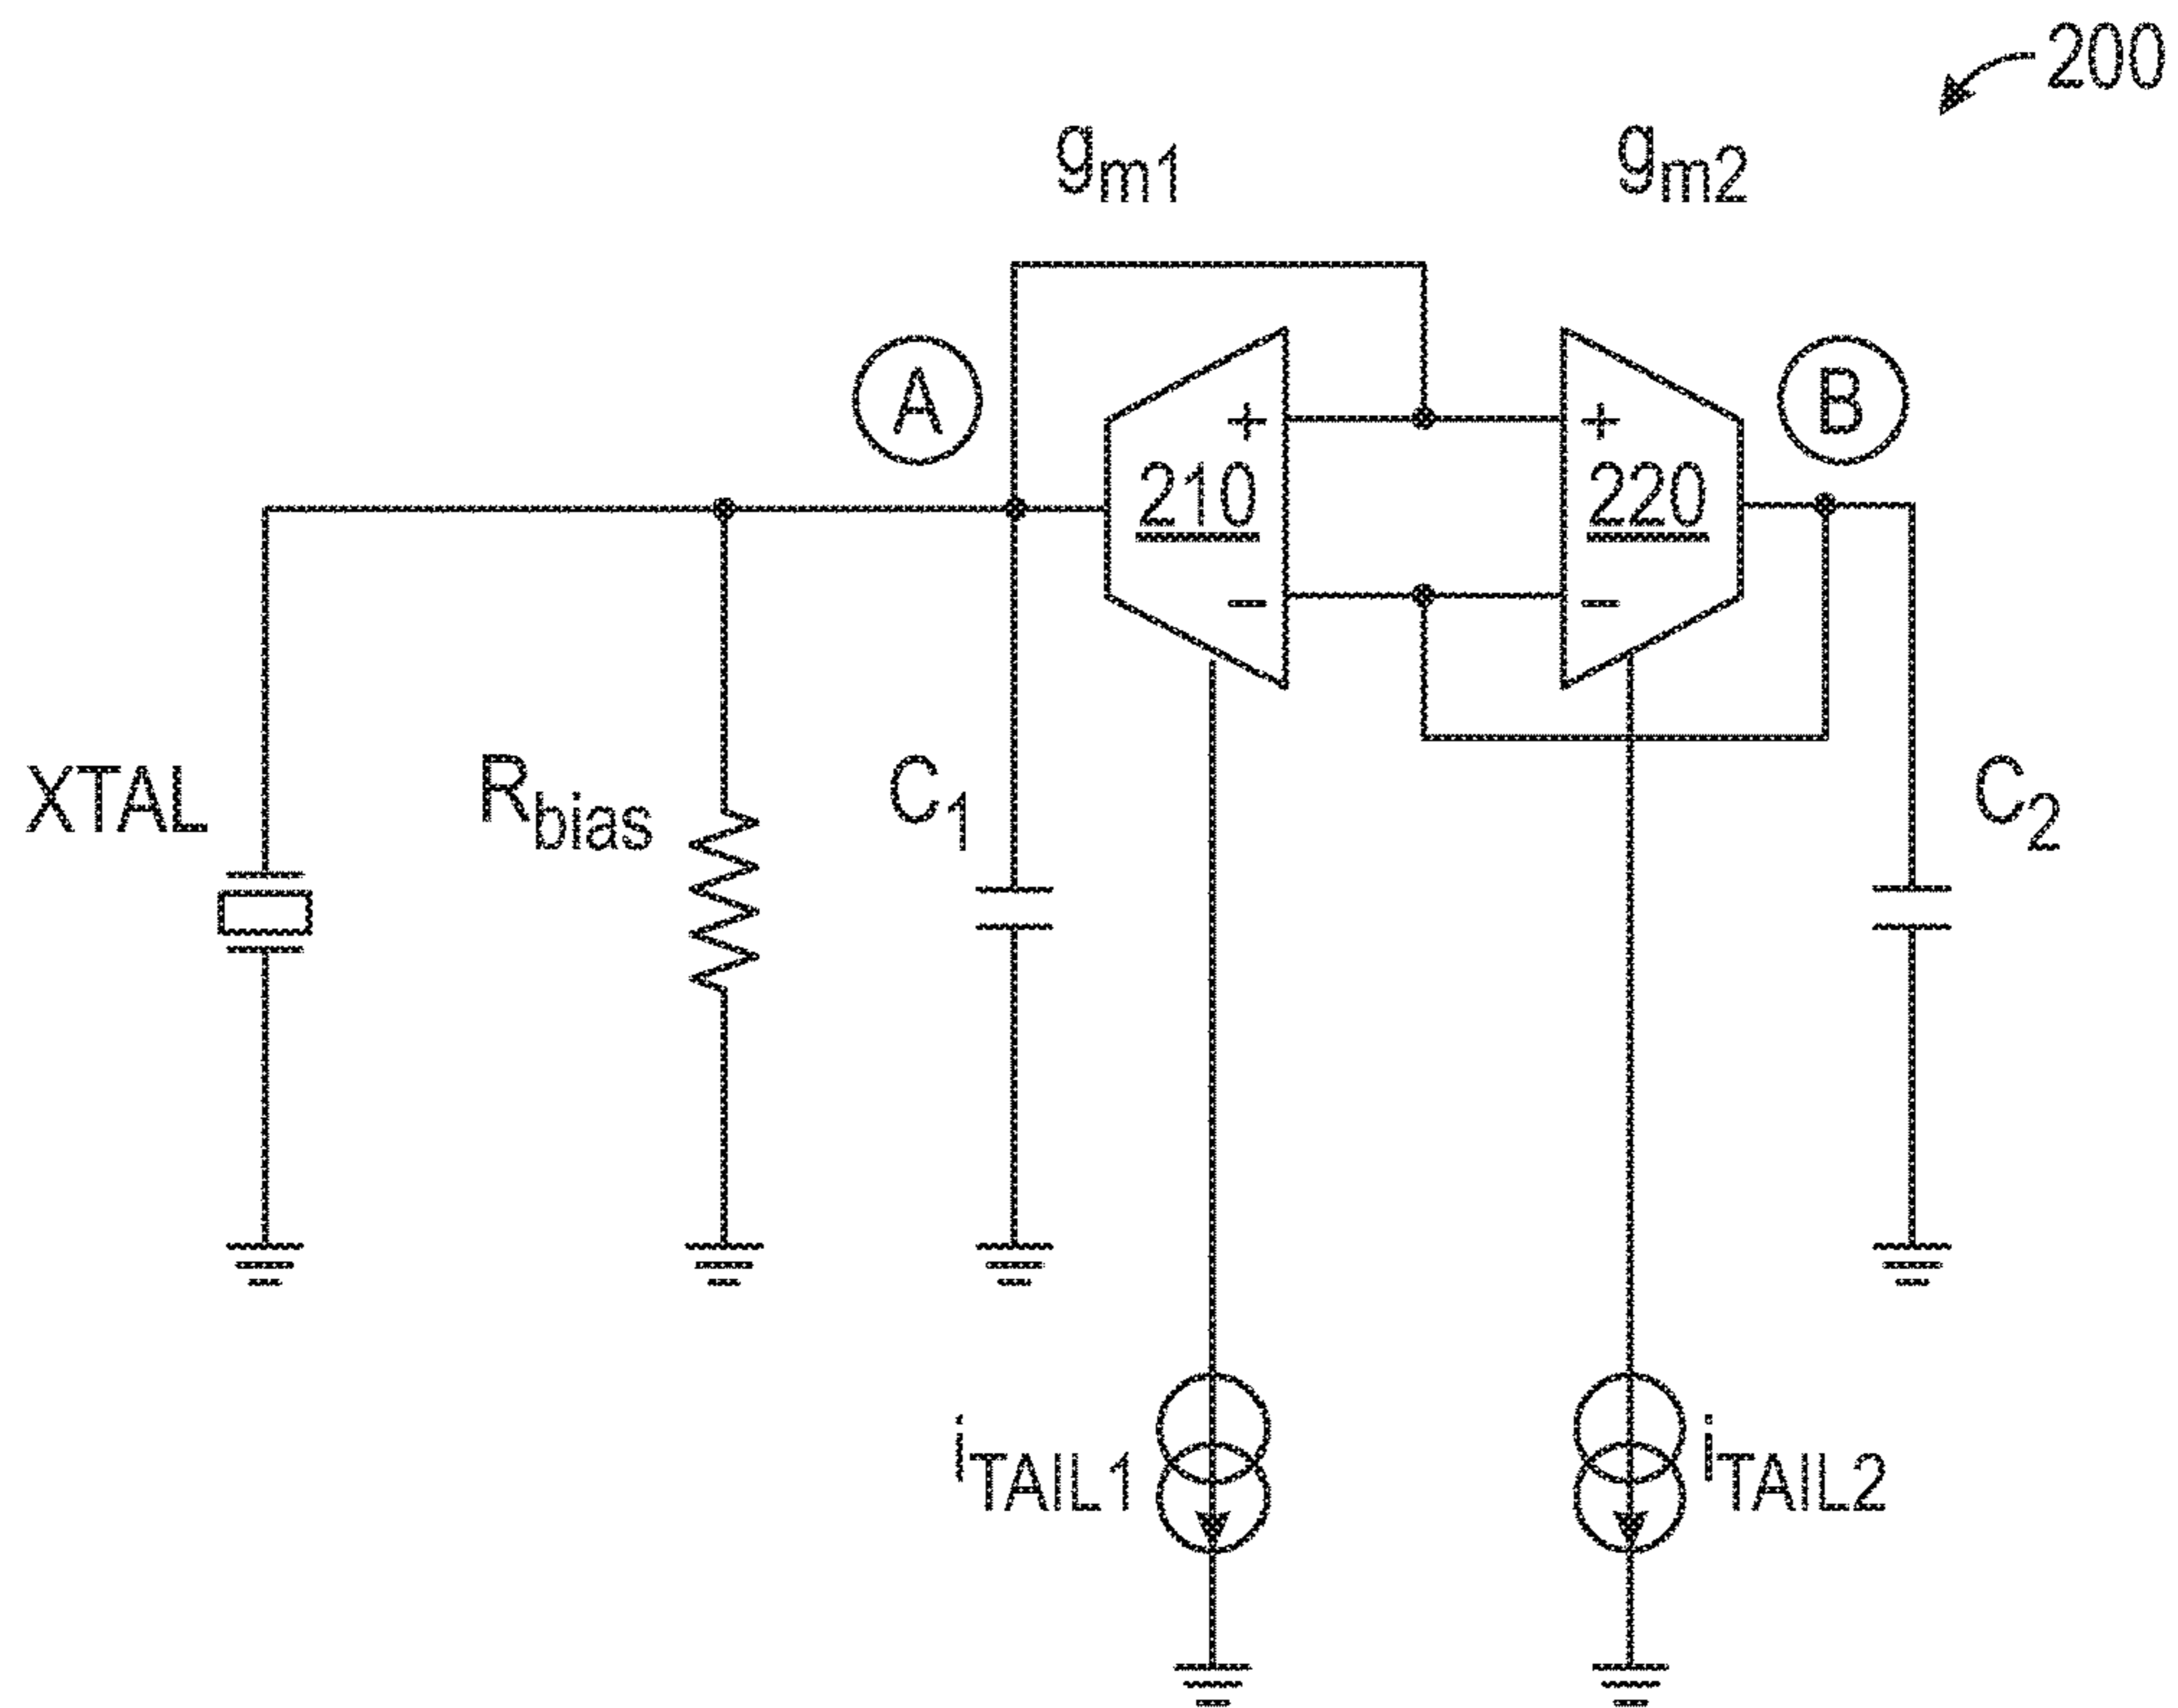 200
gm1 gm2
A B
+ +
210 220
− −
XTAL Rbias C1 C2
iTAIL1 iTAIL2